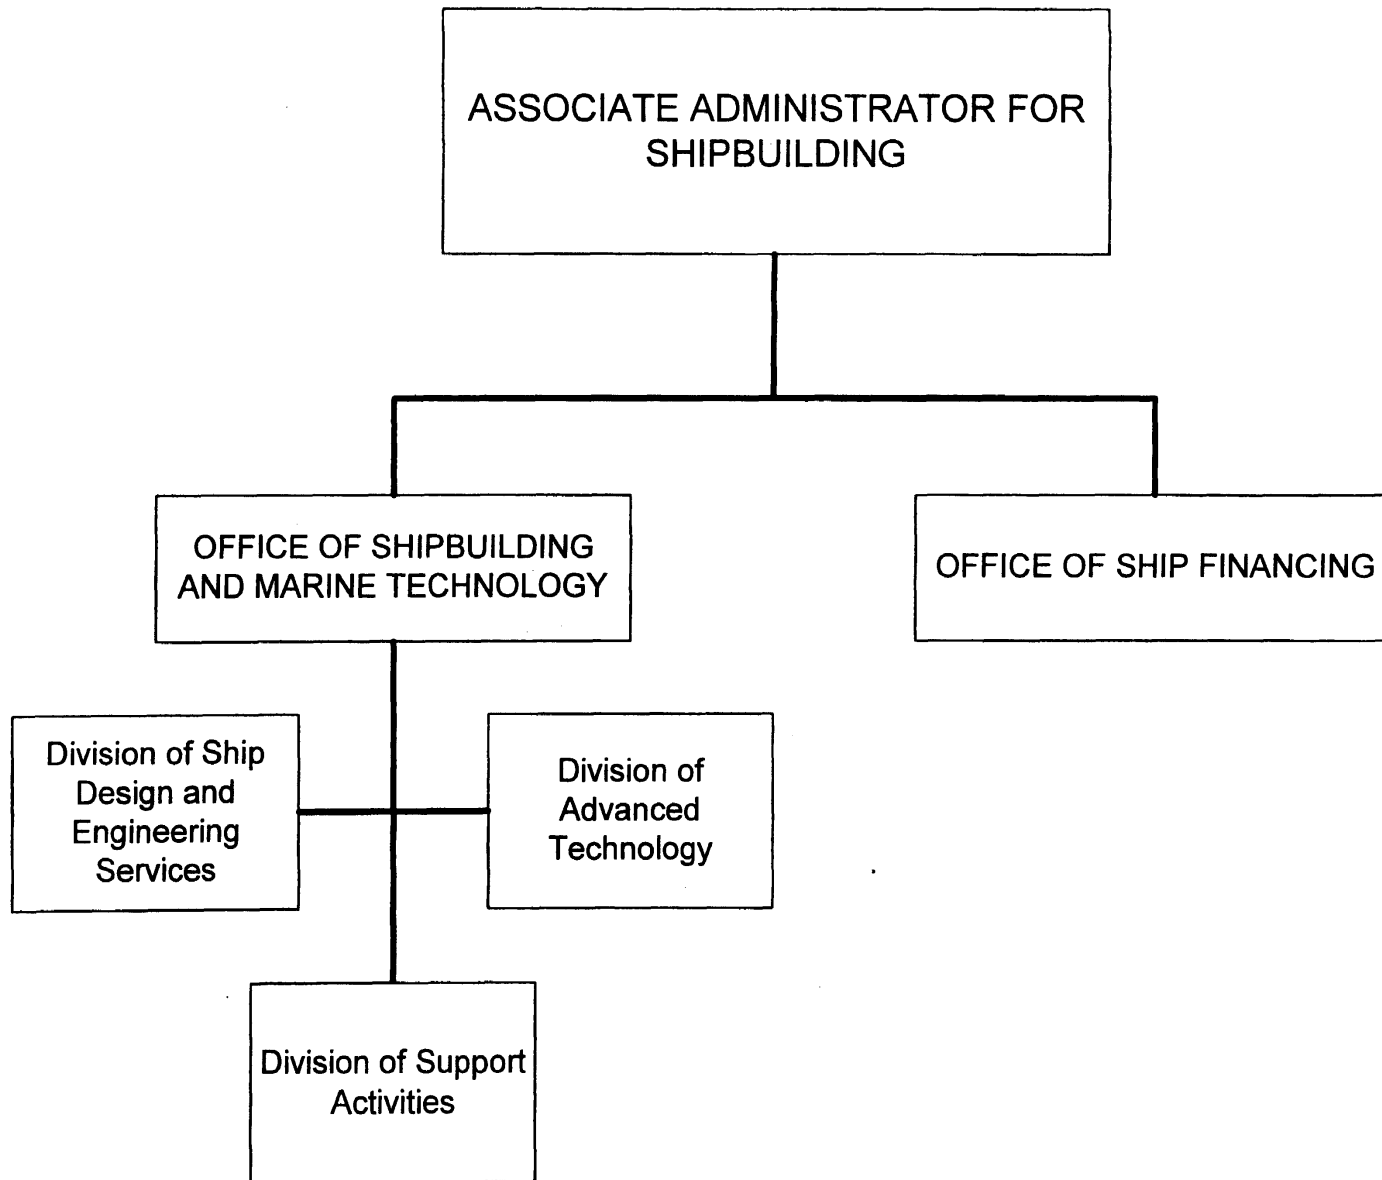 ASSOCIATE ADMINISTRATOR FOR
SHIPBUILDING
OFFICE OF SHIPBUILDING
AND MARINE TECHNOLOGY
OFFICE OF SHIP FINANCING
Division of Ship
Design and
Engineering
Services
Division of
Advanced
Technology
Division of Support
Activities